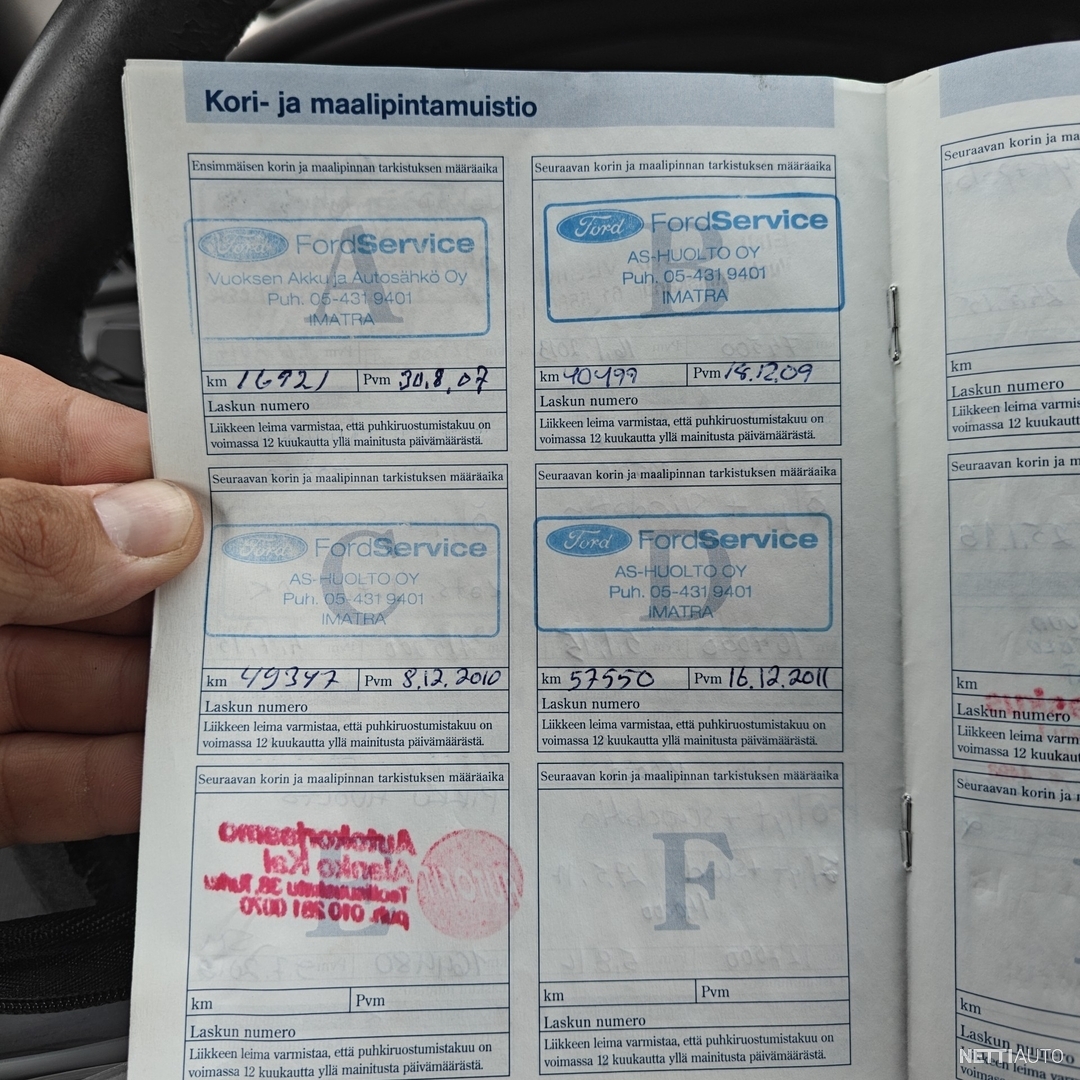 Kori- ja maalipintamuistio
Ensimmäisen korin ja maalipinnan tarkistuksen määräaika
A
Ford FordService
Vuoksen Akku ja Autosähkö Oy
Puh. 05-431 9401
IMATRA
km 16921 Pvm 30.8.07
Laskun numero
Liikkeen leima varmistaa, että puhkiruostumistakuu on
voimassa 12 kuukautta yllä mainitusta päivämäärästä.
Seuraavan korin ja maalipinnan tarkistuksen määräaika
B
Ford FordService
AS-HUOLTO OY
Puh. 05-431 9401
IMATRA
km 40499 Pvm 18.12.09
Laskun numero
Liikkeen leima varmistaa, että puhkiruostumistakuu on
voimassa 12 kuukautta yllä mainitusta päivämäärästä.
Seuraavan korin ja maalipinnan tarkistuksen määräaika
C
Ford FordService
AS-HUOLTO OY
Puh. 05-431 9401
IMATRA
km 49347 Pvm 8.12.2010
Laskun numero
Liikkeen leima varmistaa, että puhkiruostumistakuu on
voimassa 12 kuukautta yllä mainitusta päivämäärästä.
Seuraavan korin ja maalipinnan tarkistuksen määräaika
D
Ford FordService
AS-HUOLTO OY
Puh. 05-431 9401
IMATRA
km 57550 Pvm 16.12.2011
Laskun numero
Liikkeen leima varmistaa, että puhkiruostumistakuu on
voimassa 12 kuukautta yllä mainitusta päivämäärästä.
Seuraavan korin ja maalipinnan tarkistuksen määräaika
E
Autokorjaamo
km Pvm
Laskun numero
Liikkeen leima varmistaa, että puhkiruostumistakuu on
voimassa 12 kuukautta yllä mainitusta päivämäärästä.
Seuraavan korin ja maalipinnan tarkistuksen määräaika
F
km Pvm
Laskun numero
Liikkeen leima varmistaa, että puhkiruostumistakuu on
voimassa 12 kuukautta yllä mainitusta päivämäärästä.
Seuraavan korin ja
km
Laskun numero
Liikkeen leima
voimassa 12
Seuraavan korin ja
km
Laskun numero
Liikkeen leima
voimassa 12
Seuraavan korin ja
km
Laskun
Liikkeen
NETTIAUTO